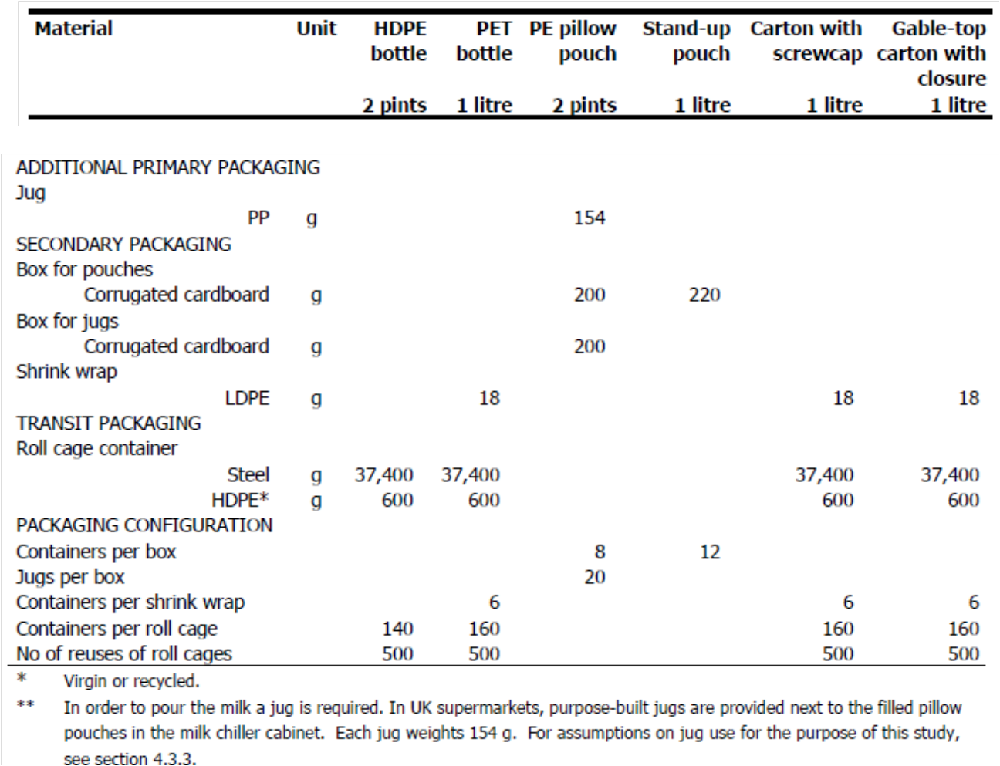 Material Unit HDPE PET PE pillow Stand-up Carton with Gable-top
bottle bottle pouch pouch screwcap carton with
closure
2 pints 1 litre 2 pints 1 litre 1 litre 1 litre
ADDITIONAL PRIMARY PACKAGING
Jug
PP g 154
SECONDARY PACKAGING
Box for pouches
Corrugated cardboard g 200 220
Box for jugs
Corrugated cardboard g 200
Shrink wrap
LDPE g 18 18 18
TRANSIT PACKAGING
Roll cage container
Steel g 37,400 37,400 37,400 37,400
HDPE* g 600 600 600 600
PACKAGING CONFIGURATION
Containers per box 8 12
Jugs per box 20
Containers per shrink wrap 6 6 6
Containers per roll cage 140 160 160 160
No of reuses of roll cages 500 500 500 500
* Virgin or recycled.
** In order to pour the milk a jug is required. In UK supermarkets, purpose-built jugs are provided next to the filled pillow
pouches in the milk chiller cabinet. Each jug weights 154 g. For assumptions on jug use for the purpose of this study,
see section 4.3.3.